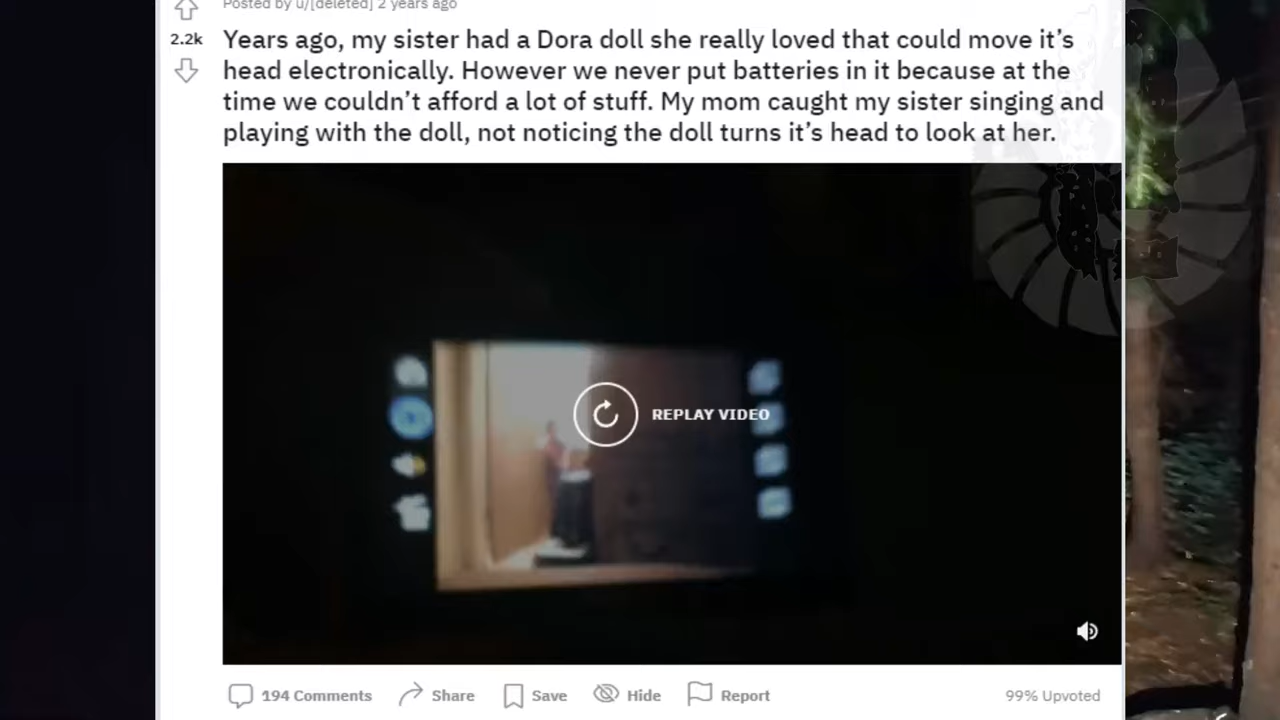 Posted by u/[deleted] 2 years ago
2.2k
Years ago, my sister had a Dora doll she really loved that could move it's
head electronically. However we never put batteries in it because at the
time we couldn't afford a lot of stuff. My mom caught my sister singing and
playing with the doll, not noticing the doll turns it's head to look at her.
REPLAY VIDEO
194 Comments Share Save Hide Report 99% Upvoted